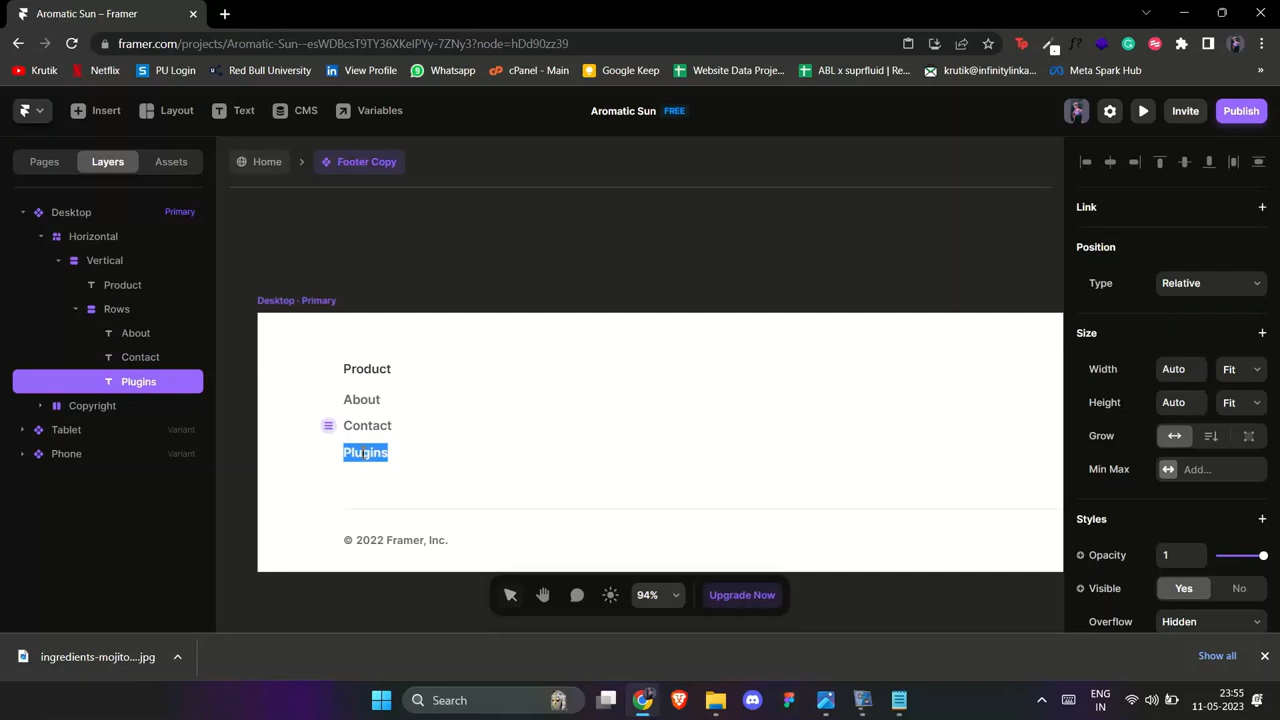 Aromatic Sun – Framer
framer.com/projects/Aromatic-Sun--esWDBcsT9TY36XKeIPYy-7ZNy3?node=hDd90zz39
Krutik
Netflix
PU Login
Red Bull University
View Profile
Whatsapp
cPanel - Main
Google Keep
Website Data Proje...
ABL x suprfluid | Re...
krutik@infinitylinka...
Meta Spark Hub
Insert
Layout
Text
CMS
Variables
Aromatic Sun FREE
Invite
Publish
Pages
Layers
Assets
Home
Footer Copy
Desktop
Primary
Horizontal
Vertical
Product
Rows
About
Contact
Plugins
Copyright
Tablet
Variant
Phone
Variant
Desktop · Primary
Product
About
Contact
Plugins
© 2022 Framer, Inc.
94%
Upgrade Now
Link
Position
Type
Relative
Size
Width
Auto
Fit
Height
Auto
Fit
Grow
Min Max
Add...
Styles
Opacity
1
Visible
Yes
No
Overflow
Hidden
ingredients-mojito....jpg
Show all
Search
ENG
IN
23:55
11-05-2023